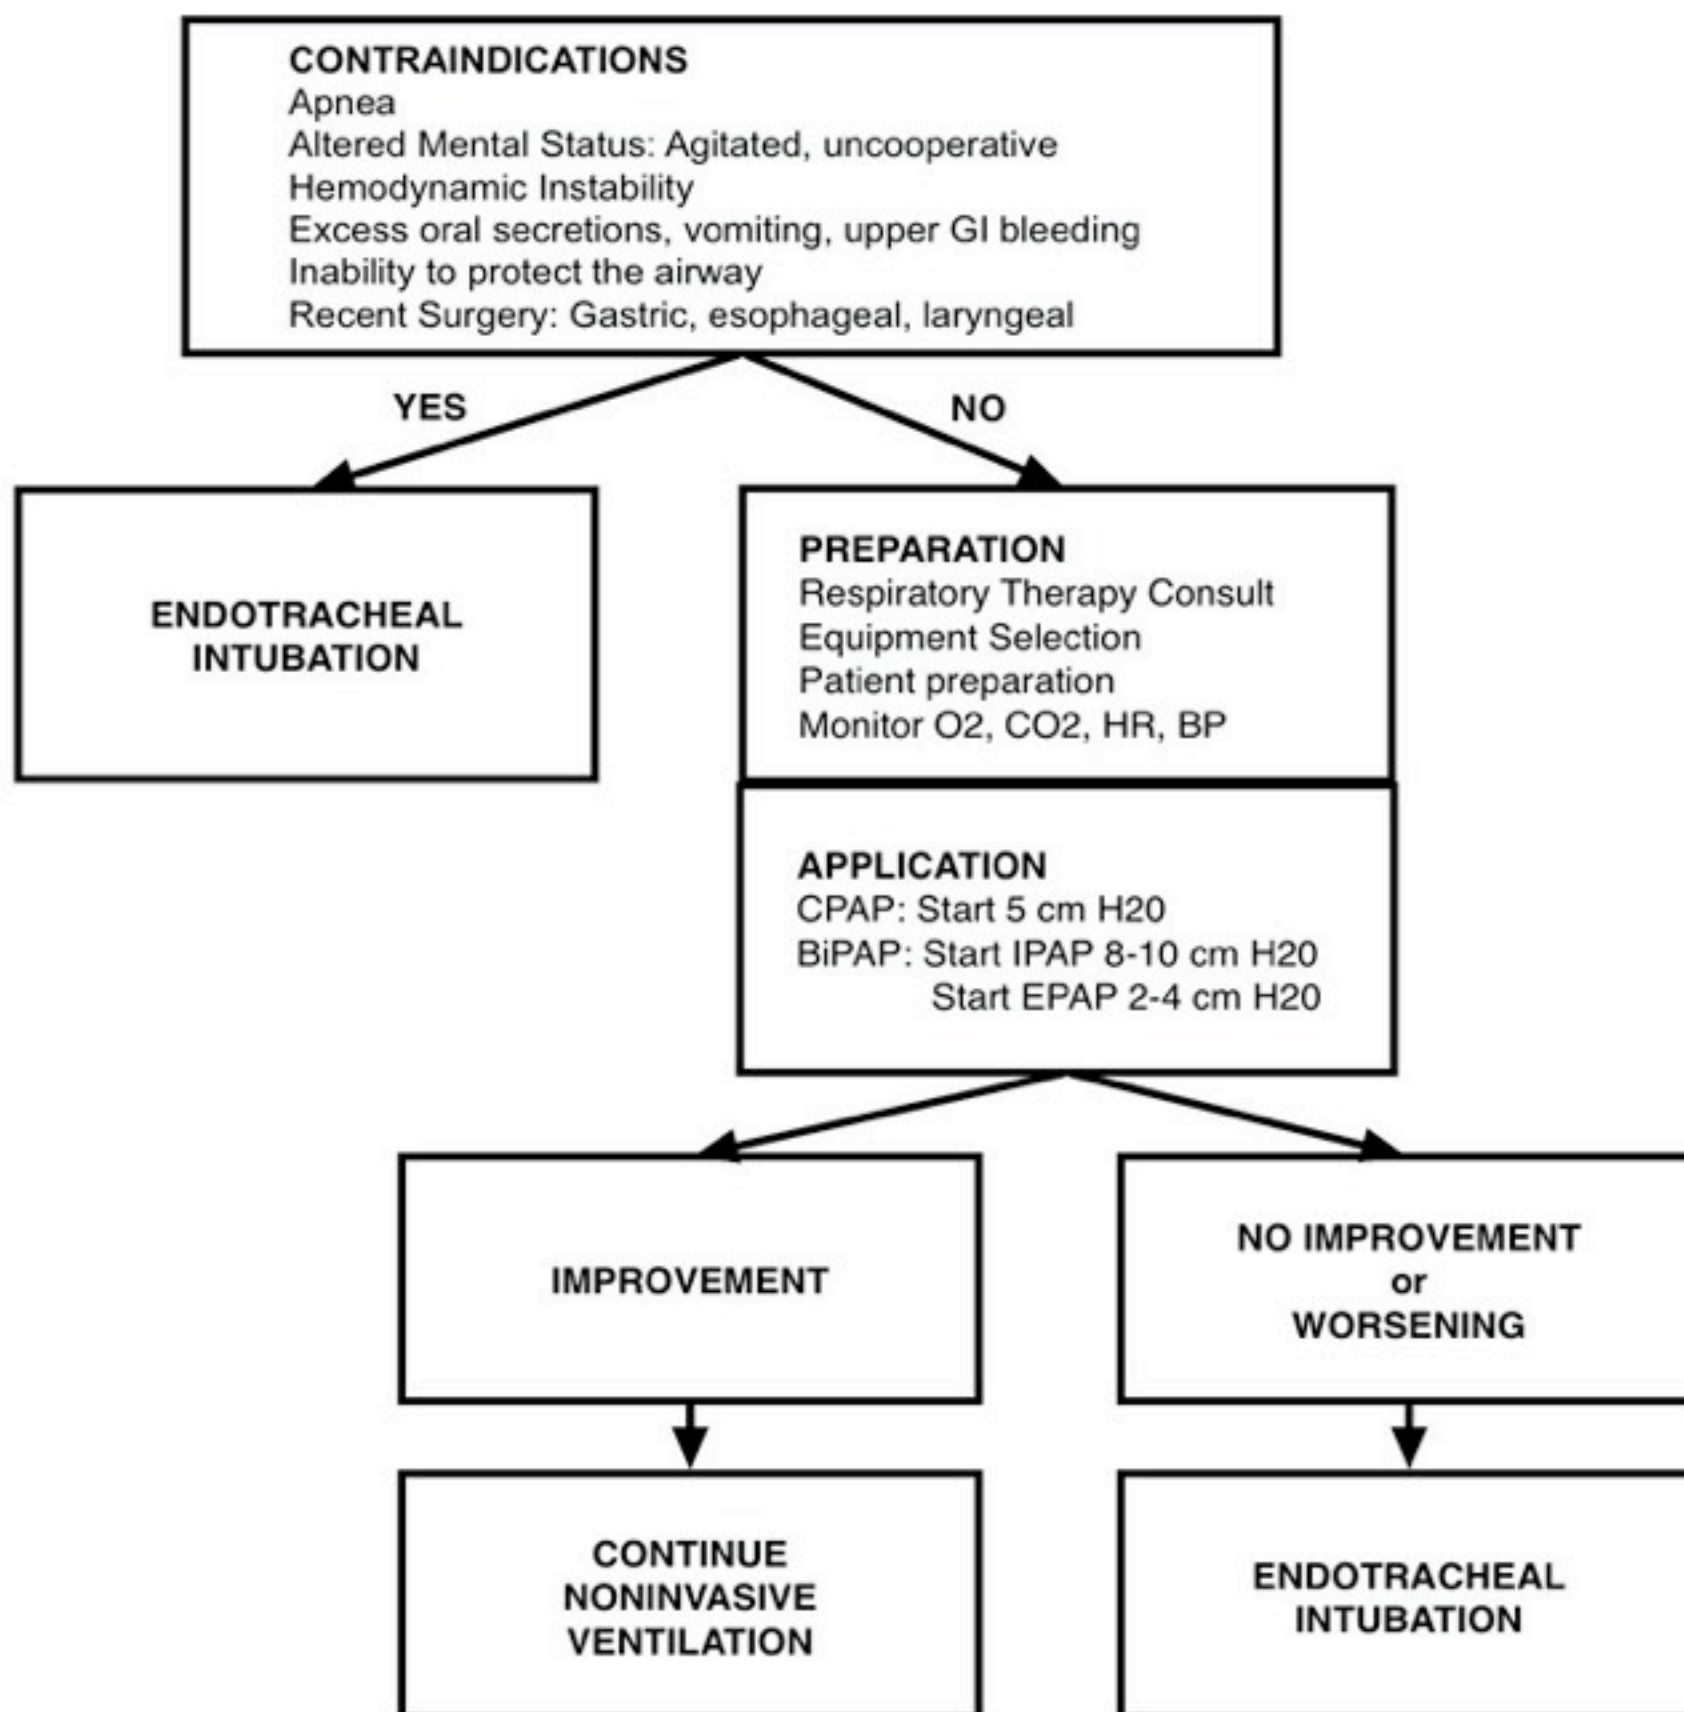 CONTRAINDICATIONS
Apnea
Altered Mental Status: Agitated, uncooperative
Hemodynamic Instability
Excess oral secretions, vomiting, upper GI bleeding
Inability to protect the airway
Recent Surgery: Gastric, esophageal, laryngeal
YES
NO
ENDOTRACHEAL
INTUBATION
PREPARATION
Respiratory Therapy Consult
Equipment Selection
Patient preparation
Monitor O2, CO2, HR, BP
APPLICATION
CPAP: Start 5 cm H20
BiPAP: Start IPAP 8-10 cm H20
Start EPAP 2-4 cm H20
IMPROVEMENT
NO IMPROVEMENT
or
WORSENING
CONTINUE
NONINVASIVE
VENTILATION
ENDOTRACHEAL
INTUBATION